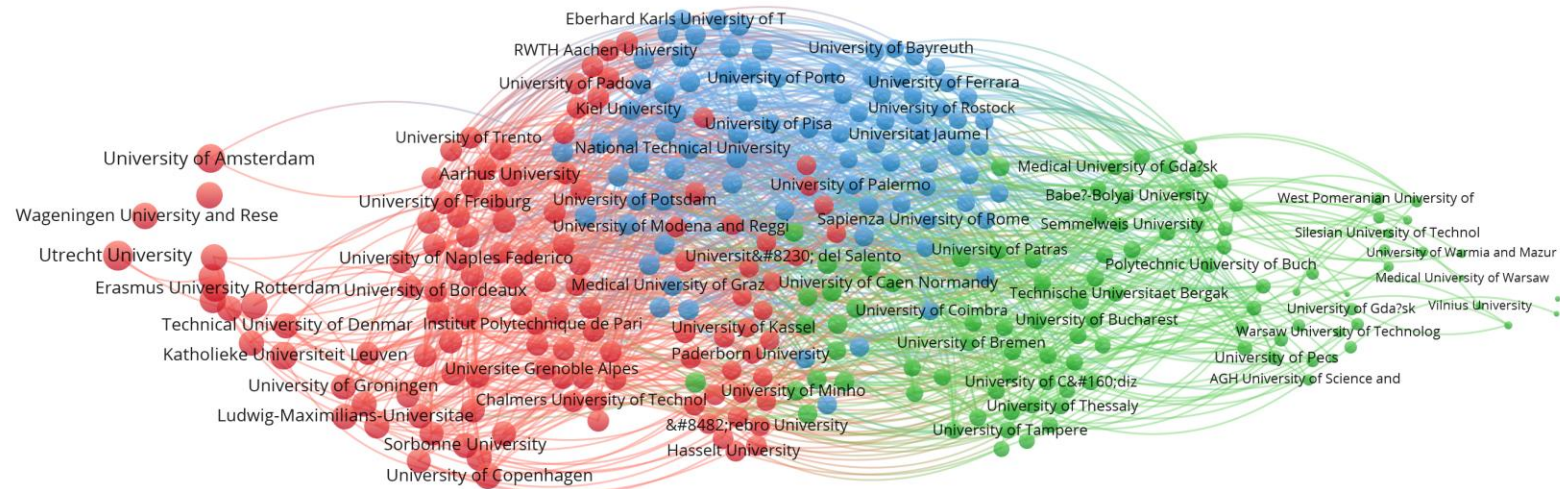 Eberhard Karls University of T
RWTH Aachen University
University of Bayreuth
University of Padova
University of Porto
University of Ferrara
Kiel University
University of Rostock
University of Pisa
University of Trento
Universitat Jaume I
National Technical University
University of Amsterdam
Medical University of Gda?sk
Aarhus University
University of Palermo
Babe?-Bolyai University
West Pomeranian University of
University of Freiburg
University of Potsdam
Wageningen University and Rese
Sapienza University of Rome
Semmelweis University
University of Modena and Reggi
Silesian University of Technol
University of Patras
University of Warmia and Mazur
Utrecht University
University of Naples Federico
Universit&#8230; del Salento
Polytechnic University of Buch
Medical University of Warsaw
Erasmus University Rotterdam
University of Bordeaux
Medical University of Graz
University of Caen Normandy
Technische Universitaet Bergak
Vilnius University
University of Gda?sk
University of Coimbra
University of Bucharest
Technical University of Denmar
Institut Polytechnique de Pari
University of Kassel
Warsaw University of Technolog
University of Bremen
Katholieke Universiteit Leuven
Paderborn University
University of Pecs
Universite Grenoble Alpes
AGH University of Science and
University of Groningen
University of Minho
University of C&#160;diz
Chalmers University of Technol
University of Thessaly
Ludwig-Maximilians-Universitae
&#8482;rebro University
University of Tampere
Sorbonne University
Hasselt University
University of Copenhagen